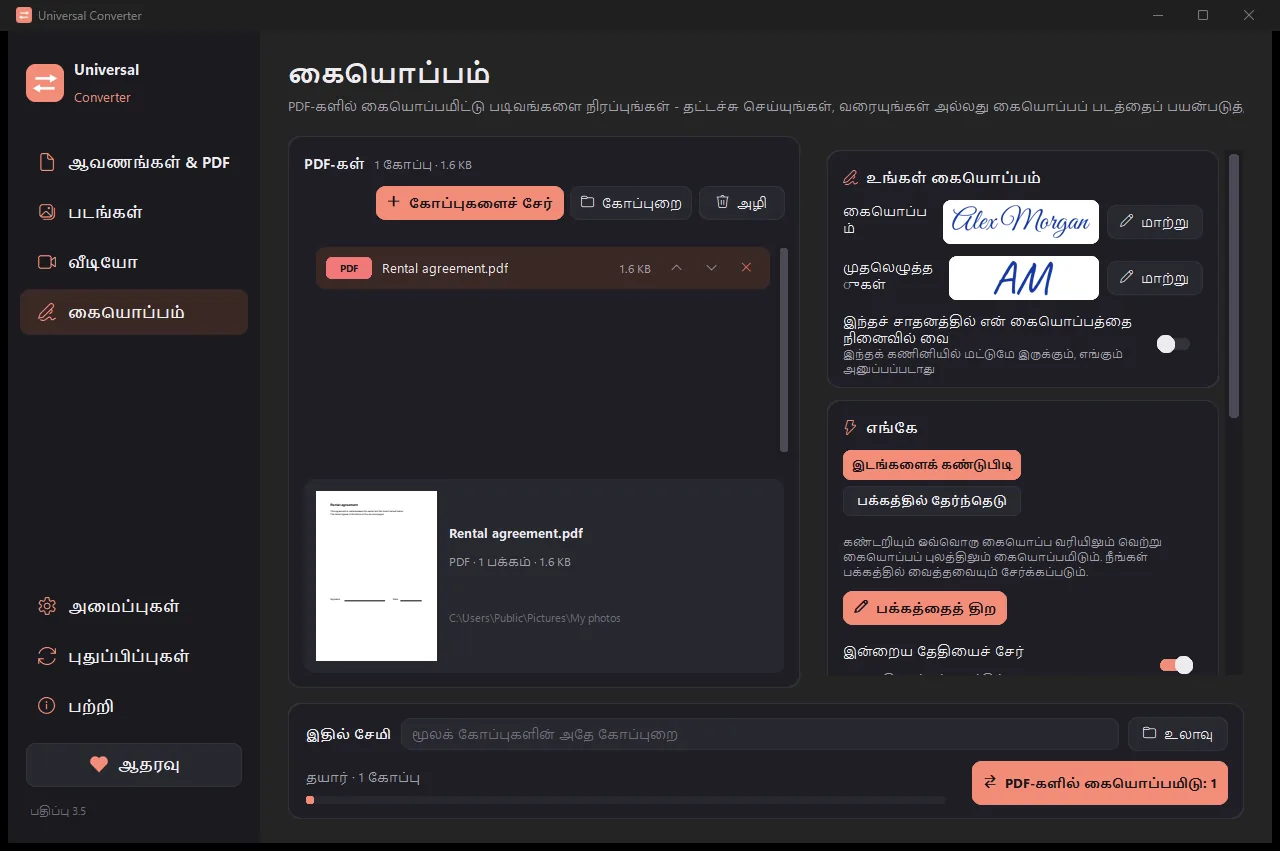 Universal Converter
Universal
Converter
ஆவணங்கள் & PDF
படங்கள்
வீடியோ
கையொப்பம்
அமைப்புகள்
புதுப்பிப்புகள்
பற்றி
ஆதரவு
பதிப்பு 3.5
கையொப்பம்
PDF-களில் கையொப்பமிட்டு படிவங்களை நிரப்புங்கள் - தட்டச்சு செய்யுங்கள், வரையுங்கள் அல்லது கையொப்பப் படத்தைப் பயன்படுத்
PDF-கள் 1 கோப்பு · 1.6 KB
கோப்புகளைச் சேர் கோப்புறை அழி
PDF Rental agreement.pdf 1.6 KB
Rental agreement
Rental agreement.pdf
PDF · 1 பக்கம் · 1.6 KB
C:\Users\Public\Pictures\My photos
உங்கள் கையொப்பம்
கையொப்ப
ம்
Alex Morgan
மாற்று
முதலெழுத்த
ுகள்
AM
மாற்று
இந்தச் சாதனத்தில் என் கையொப்பத்தை
நினைவில் வை
இந்தக் கணினியில் மட்டுமே இருக்கும், எங்கும்
அனுப்பப்படாது
எங்கே
இடங்களைக் கண்டுபிடி
பக்கத்தில் தேர்ந்தெடு
கண்டறியும் ஒவ்வொரு கையொப்ப வரியிலும் வெற்று
கையொப்பப் புலத்திலும் கையொப்பமிடும். நீங்கள்
பக்கத்தில் வைத்தவையும் சேர்க்கப்படும்.
பக்கத்தைத் திற
இன்றைய தேதியைச் சேர்
இதில் சேமி மூலக் கோப்புகளின் அதே கோப்புறை உலாவு
தயார் · 1 கோப்பு
PDF-களில் கையொப்பமிடு: 1